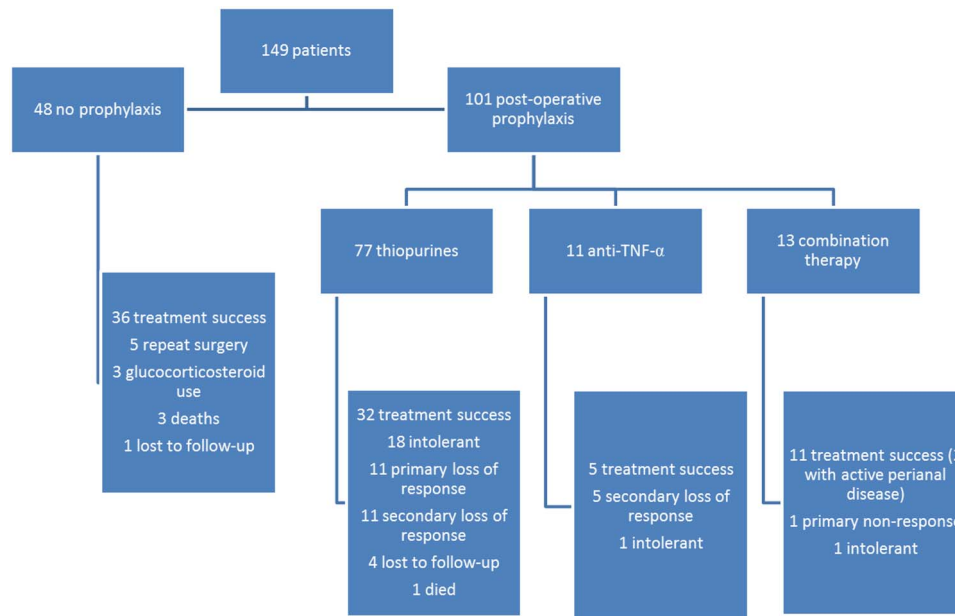 149 patients
48 no prophylaxis
101 post-operative
prophylaxis
77 thiopurines
11 anti-TNF-α
13 combination
therapy
36 treatment success
5 repeat surgery
3 glucocorticosteroid
use
3 deaths
1 lost to follow-up
32 treatment success
18 intolerant
11 primary loss of
response
11 secondary loss of
response
4 lost to follow-up
1 died
5 treatment success
5 secondary loss of
response
1 intolerant
11 treatment success (
with active perianal
disease)
1 primary non-response
1 intolerant